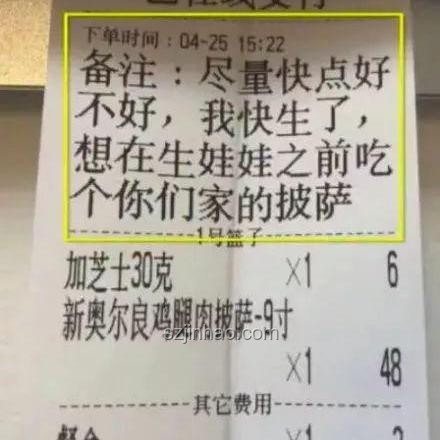 下单时间：04-25 15:22
备注：尽量快点好
不好，我快生了，
想在生娃娃之前吃
个你们家的披萨
1号篮子
加芝士30克 X1 6
新奥尔良鸡腿肉披萨-9寸
szjinhao.com
X1 48
其它费用